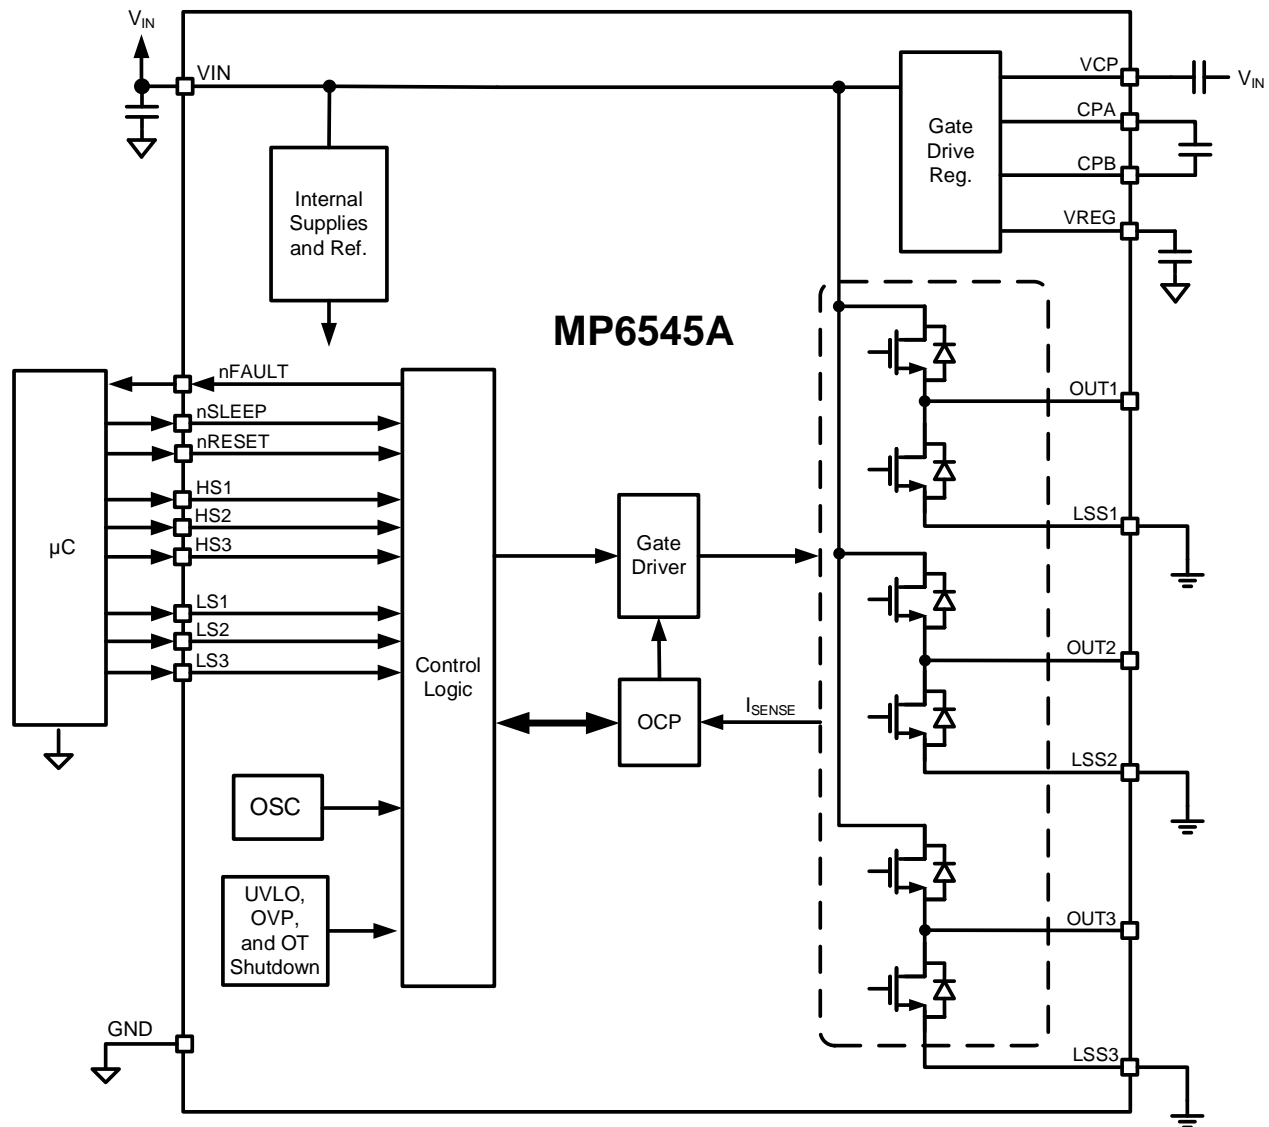 VIN
VIN
VCP
VIN
CPA
Gate
Drive
Reg.
CPB
VREG
Internal
Supplies
and Ref.
MP6545A
nFAULT
nSLEEP
nRESET
HS1
HS2
HS3
LS1
LS2
LS3
µC
Control
Logic
Gate
Driver
OCP
ISENSE
OSC
UVLO,
OVP,
and OT
Shutdown
GND
OUT1
LSS1
OUT2
LSS2
OUT3
LSS3